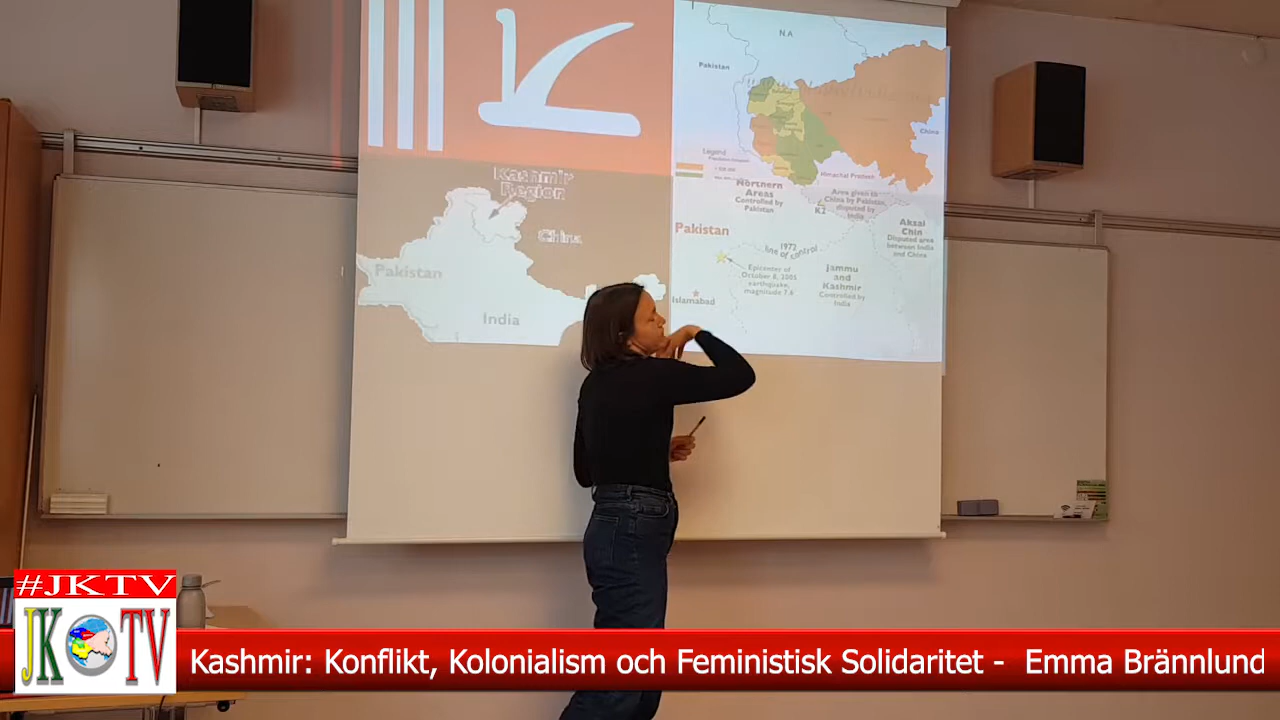 N.A
Pakistan
China
Legend
Himachal Pradesh
Kashmir
Region
China
Pakistan
India
Northern
Areas
Controlled by
Pakistan
Area given to
China by Pakistan,
disputed by
India
K2
Aksai
Chin
Disputed area
between India
and China
Pakistan
1972
line of control
Epicenter of
October 8, 2005
earthquake,
magnitude 7.6
Jammu
and
Kashmir
Controlled by
India
Islamabad
#JKTV
JK TV
Kashmir: Konflikt, Kolonialism och Feministisk Solidaritet - Emma Brännlund